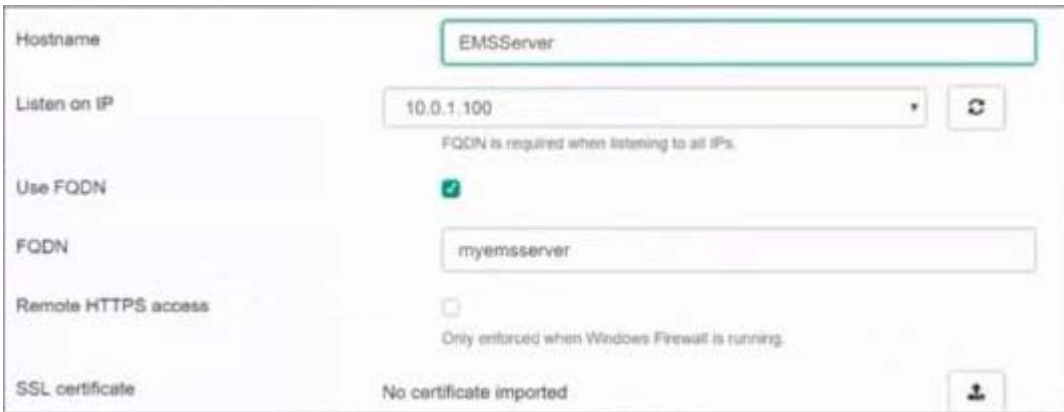 Hostname
EMSServer
Listen on IP
10.0.1.100
FQDN is required when listening to all IPs.
Use FQDN
FQDN
myemsserver
Remote HTTPS access
Only enforced when Windows Firewall is running.
SSL certificate
No certificate imported